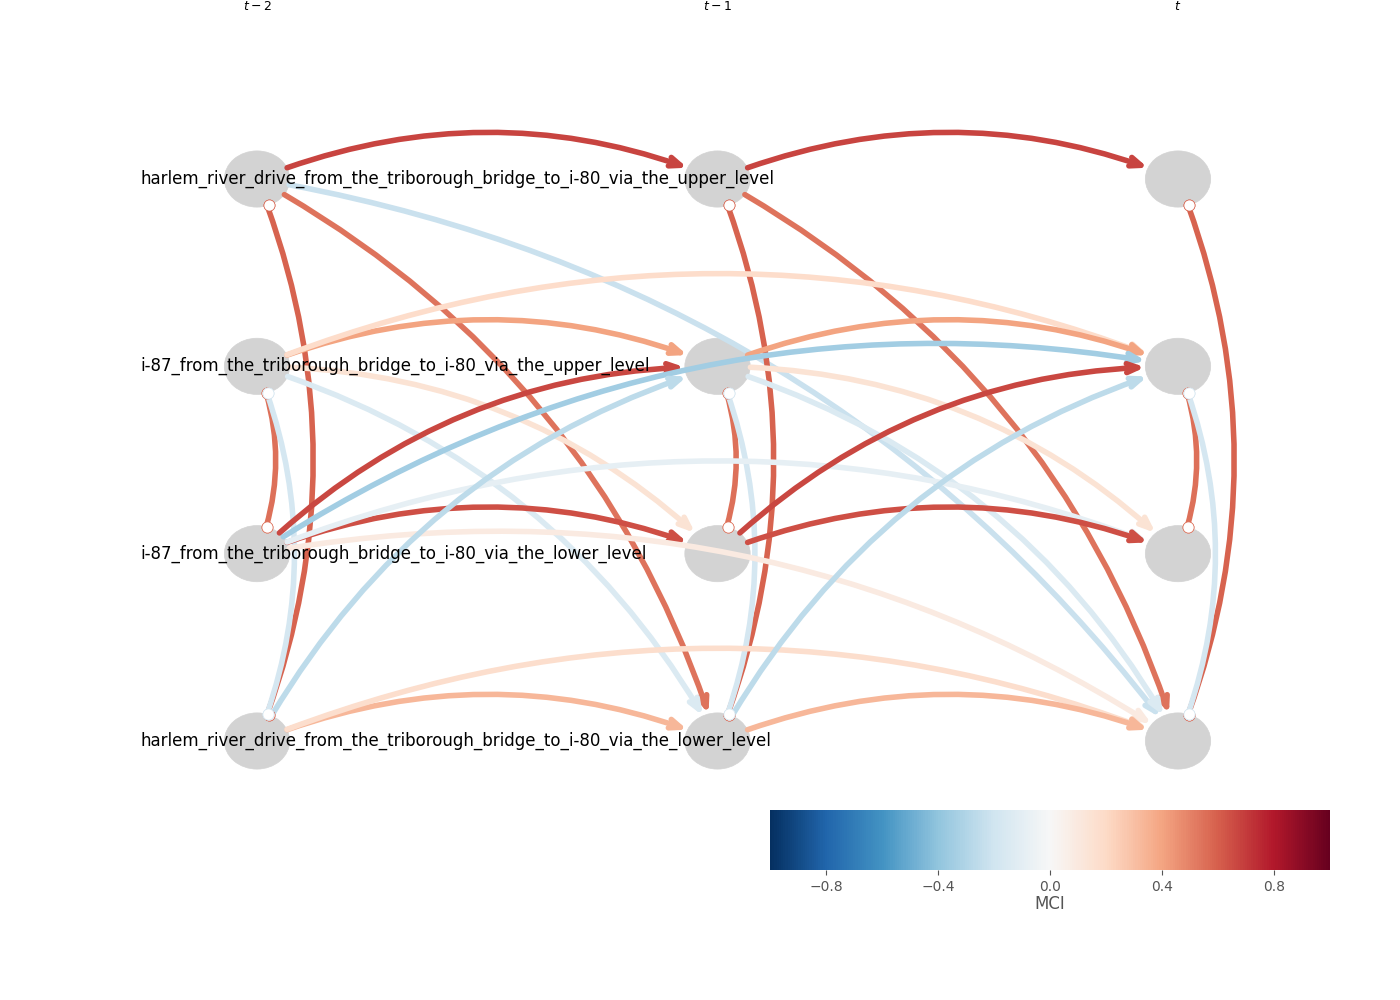 t − 2 t − 1 t
harlem_river_drive_from_the_triborough_bridge_to_i-80_via_the_upper_level
i-87_from_the_triborough_bridge_to_i-80_via_the_upper_level
i-87_from_the_triborough_bridge_to_i-80_via_the_lower_level
harlem_river_drive_from_the_triborough_bridge_to_i-80_via_the_lower_level
−0.8 −0.4 0.0 0.4 0.8
MCI